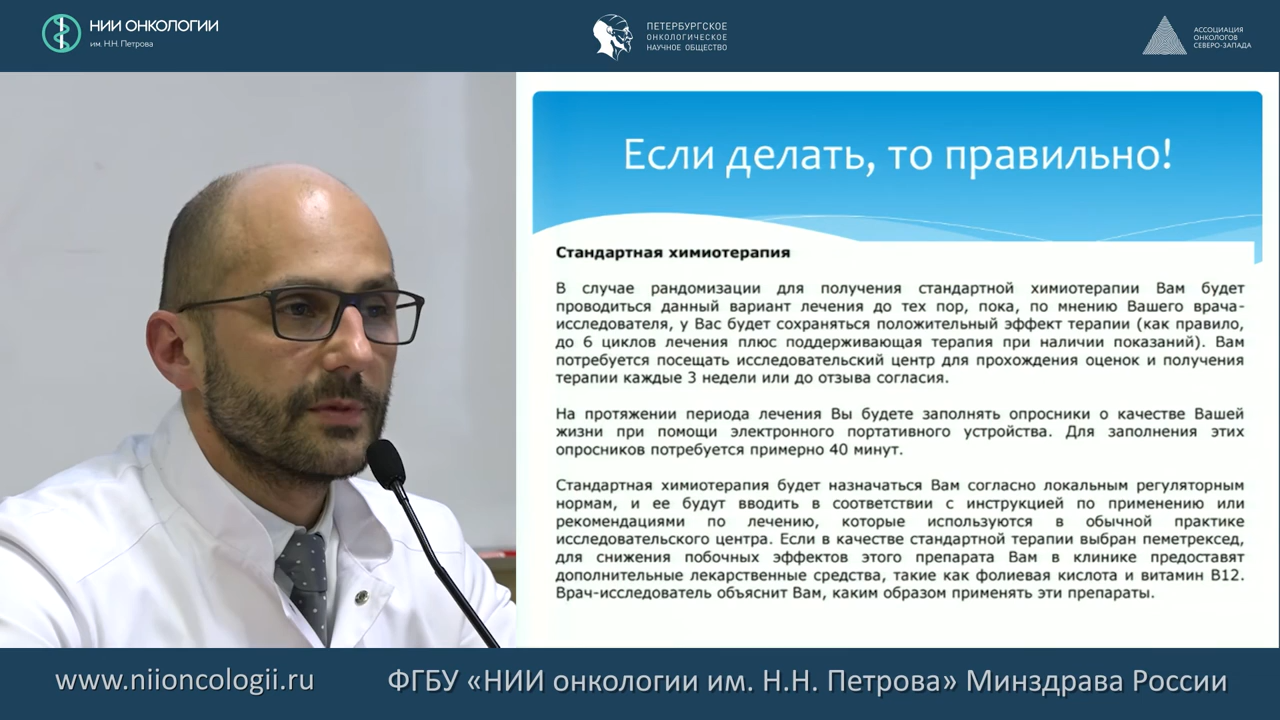 НИИ ОНКОЛОГИИ
им. Н.Н. Петрова
ПЕТЕРБУРГСКОЕ
ОНКОЛОГИЧЕСКОЕ
НАУЧНОЕ ОБЩЕСТВО
АССОЦИАЦИЯ
ОНКОЛОГОВ
СЕВЕРО-ЗАПАДА
Если делать, то правильно!
Стандартная химиотерапия
В случае рандомизации для получения стандартной химиотерапии Вам будет
проводиться данный вариант лечения до тех пор, пока, по мнению Вашего врача-
исследователя, у Вас будет сохраняться положительный эффект терапии (как правило,
до 6 циклов лечения плюс поддерживающая терапия при наличии показаний). Вам
потребуется посещать исследовательский центр для прохождения оценок и получения
терапии каждые 3 недели или до отзыва согласия.
На протяжении периода лечения Вы будете заполнять опросники о качестве Вашей
жизни при помощи электронного портативного устройства. Для заполнения этих
опросников потребуется примерно 40 минут.
Стандартная химиотерапия будет назначаться Вам согласно локальным регуляторным
нормам, и ее будут вводить в соответствии с инструкцией по применению или
рекомендациями по лечению, которые используются в обычной практике
исследовательского центра. Если в качестве стандартной терапии выбран пеметрексед,
для снижения побочных эффектов этого препарата Вам в клинике предоставят
дополнительные лекарственные средства, такие как фолиевая кислота и витамин В12.
Врач-исследователь объяснит Вам, каким образом применять эти препараты.
www.niioncologii.ru
ФГБУ «НИИ онкологии им. Н.Н. Петрова» Минздрава России